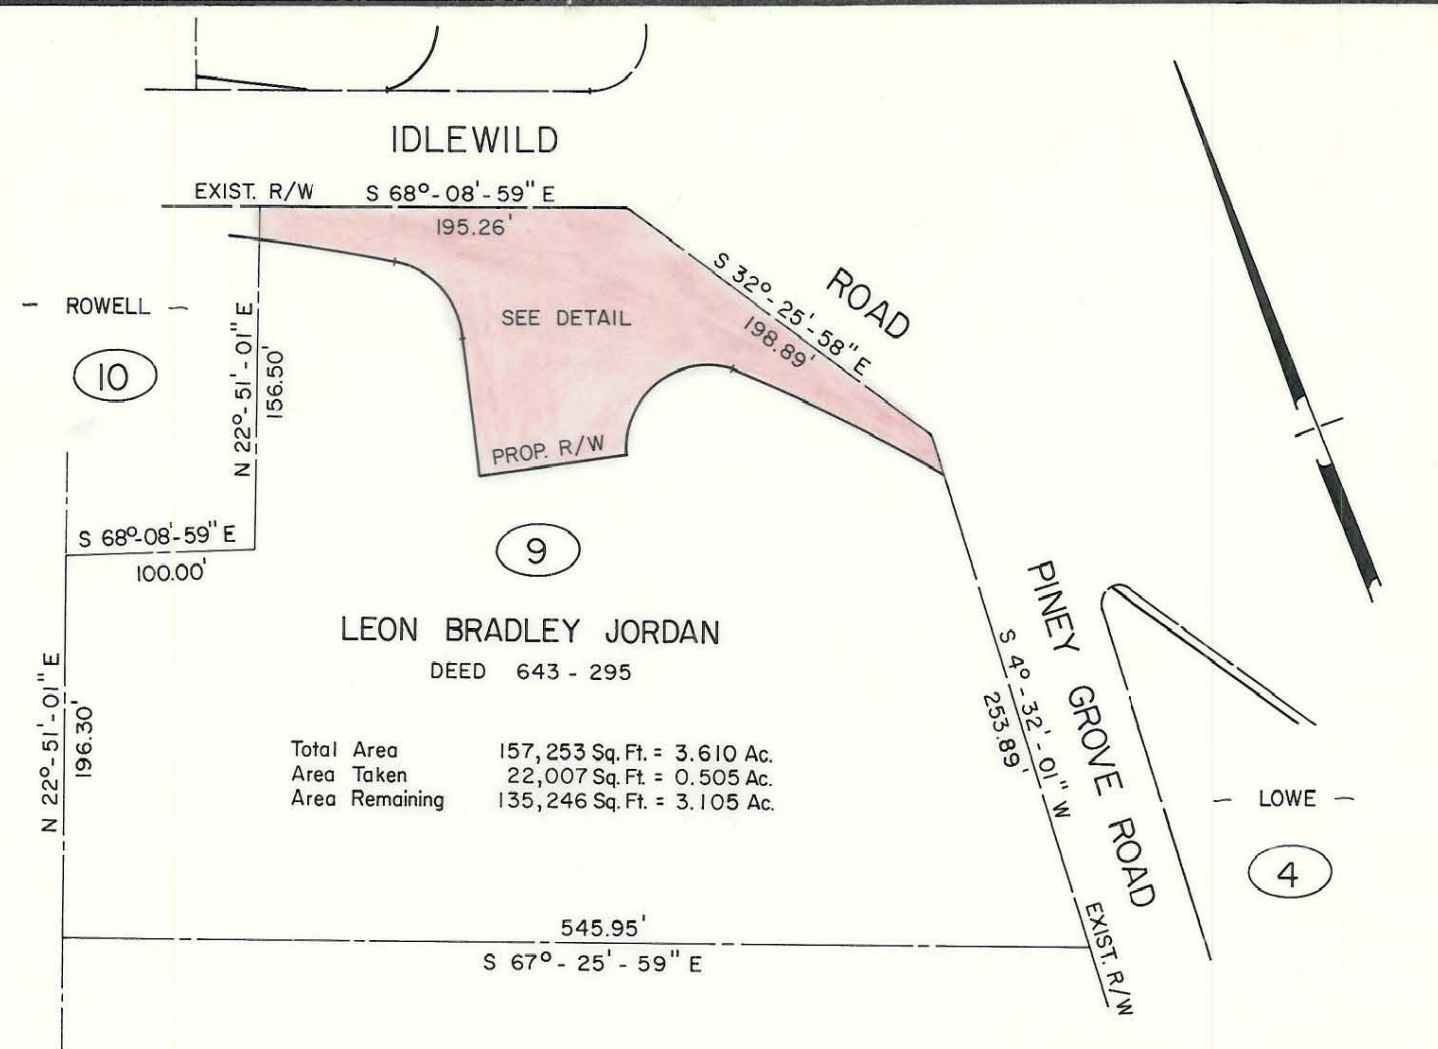 IDLEWILD
EXIST. R/W
S 68°-08'-59" E
195.26'
S 32°-25'-58" E
198.89'
ROAD
- ROWELL -
10
N 22°-51'-01" E
156.50'
SEE DETAIL
PROP. R/W
S 68°-08'-59" E
100.00'
9
LEON BRADLEY JORDAN
DEED 643 - 295
N 22°-51'-01" E
196.30'
Total Area 157,253 Sq. Ft. = 3.610 Ac.
Area Taken 22,007 Sq. Ft. = 0.505 Ac.
Area Remaining 135,246 Sq. Ft. = 3.105 Ac.
PINEY GROVE ROAD
S 4°-32'-01" W
253.89'
EXIST. R/W
- LOWE -
4
545.95'
S 67°-25'-59" E